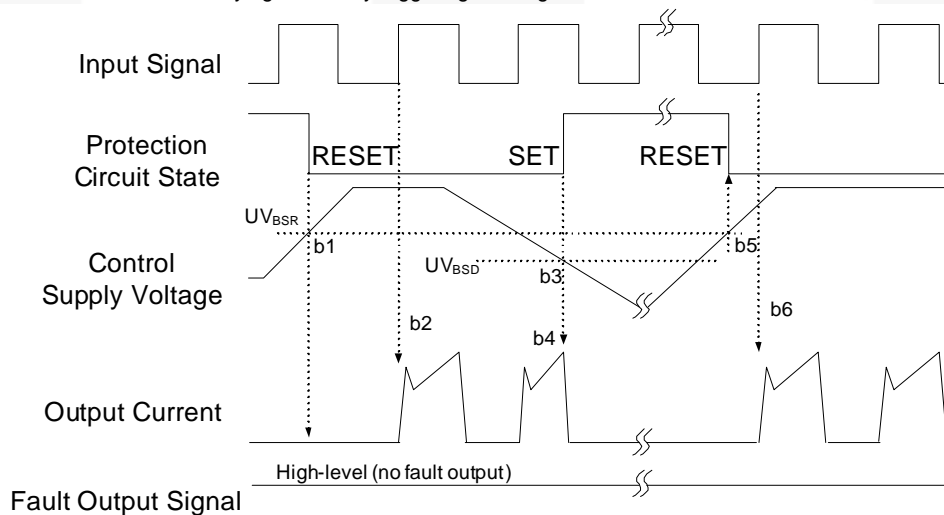 Input Signal
Protection
Circuit State
RESET
SET
RESET
UVBSR
b1
UVBSD
b3
b5
Control
Supply Voltage
b2
b4
b6
Output Current
High-level (no fault output)
Fault Output Signal